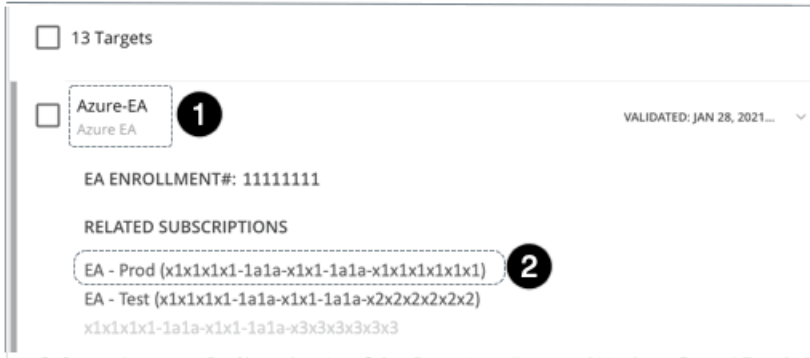 13 Targets
Azure-EA
1
Azure EA
VALIDATED: JAN 28, 2021...
EA ENROLLMENT#: 11111111
RELATED SUBSCRIPTIONS
EA - Prod (x1x1x1x1-1a1a-x1x1-1a1a-x1x1x1x1x1x1)
2
EA - Test (x1x1x1x1-1a1a-x1x1-1a1a-x2x2x2x2x2x2)
x1x1x1x1-1a1a-x1x1-1a1a-x3x3x3x3x3x3